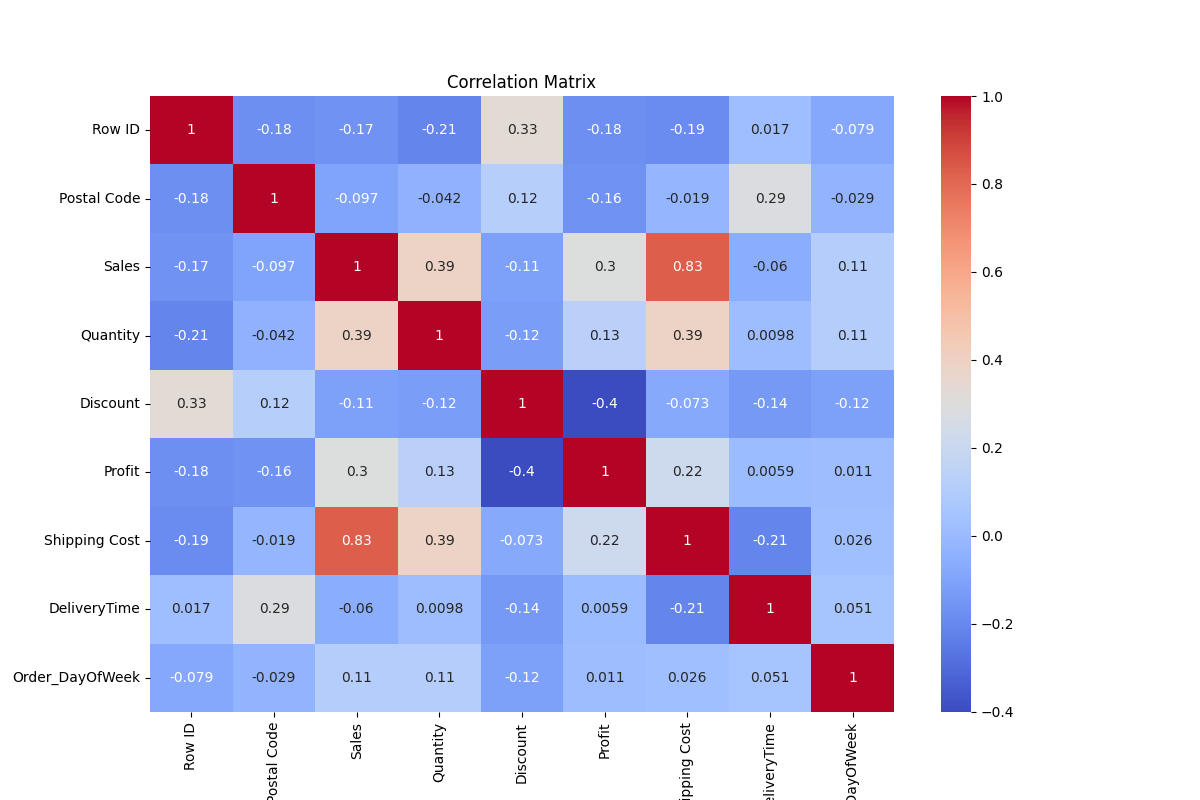 Correlation Matrix
Row ID 1 -0.18 -0.17 -0.21 0.33 -0.18 -0.19 0.017 -0.079
Postal Code -0.18 1 -0.097 -0.042 0.12 -0.16 -0.019 0.29 -0.029
Sales -0.17 -0.097 1 0.39 -0.11 0.3 0.83 -0.06 0.11
Quantity -0.21 -0.042 0.39 1 -0.12 0.13 0.39 0.0098 0.11
Discount 0.33 0.12 -0.11 -0.12 1 -0.4 -0.073 -0.14 -0.12
Profit -0.18 -0.16 0.3 0.13 -0.4 1 0.22 0.0059 0.011
Shipping Cost -0.19 -0.019 0.83 0.39 -0.073 0.22 1 -0.21 0.026
DeliveryTime 0.017 0.29 -0.06 0.0098 -0.14 0.0059 -0.21 1 0.051
Order_DayOfWeek -0.079 -0.029 0.11 0.11 -0.12 0.011 0.026 0.051 1
Row ID
Postal Code
Sales
Quantity
Discount
Profit
ipping Cost
eliveryTime
DayOfWeek
1.0
0.8
0.6
0.4
0.2
0.0
−0.2
−0.4